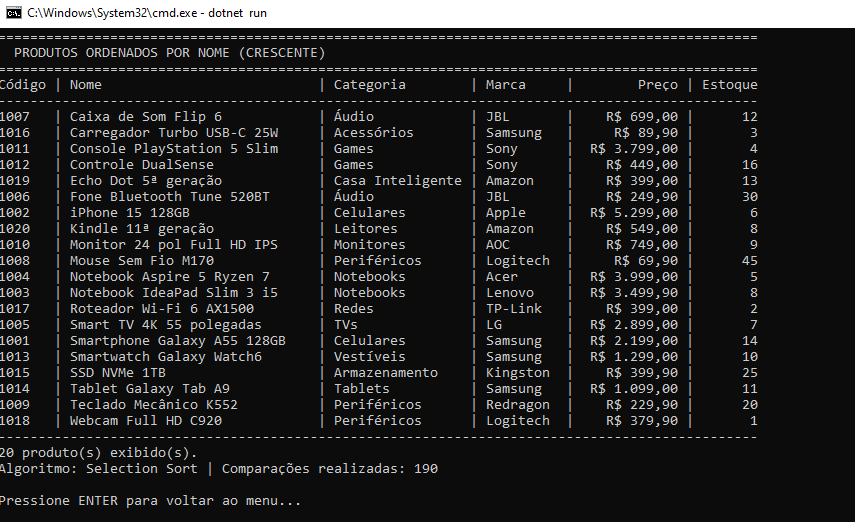 C:\Windows\System32\cmd.exe - dotnet run
===============================================================================================
  PRODUTOS ORDENADOS POR NOME (CRESCENTE)
===============================================================================================
Código | Nome                               | Categoria        | Marca     |        Preço | Estoque
-----------------------------------------------------------------------------------------------
1007   | Caixa de Som Flip 6            | Áudio            | JBL       |    R$ 699,00 |      12
1016   | Carregador Turbo USB-C 25W     | Acessórios       | Samsung   |     R$ 89,90 |       3
1011   | Console PlayStation 5 Slim     | Games            | Sony      |  R$ 3.799,00 |       4
1012   | Controle DualSense             | Games            | Sony      |    R$ 449,00 |      16
1019   | Echo Dot 5ª geração            | Casa Inteligente | Amazon    |    R$ 399,00 |      13
1006   | Fone Bluetooth Tune 520BT      | Áudio            | JBL       |    R$ 249,90 |      30
1002   | iPhone 15 128GB                | Celulares        | Apple     |  R$ 5.299,00 |       6
1020   | Kindle 11ª geração             | Leitores         | Amazon    |    R$ 549,00 |       8
1010   | Monitor 24 pol Full HD IPS     | Monitores        | AOC       |    R$ 749,00 |       9
1008   | Mouse Sem Fio M170             | Periféricos      | Logitech  |     R$ 69,90 |      45
1004   | Notebook Aspire 5 Ryzen 7      | Notebooks        | Acer      |  R$ 3.999,00 |       5
1003   | Notebook IdeaPad Slim 3 i5     | Notebooks        | Lenovo    |  R$ 3.499,90 |       8
1017   | Roteador Wi-Fi 6 AX1500        | Redes            | TP-Link   |    R$ 399,00 |       2
1005   | Smart TV 4K 55 polegadas       | TVs              | LG        |  R$ 2.899,00 |       7
1001   | Smartphone Galaxy A55 128GB    | Celulares        | Samsung   |  R$ 2.199,00 |      14
1013   | Smartwatch Galaxy Watch6       | Vestíveis        | Samsung   |  R$ 1.299,00 |      10
1015   | SSD NVMe 1TB                   | Armazenamento    | Kingston  |    R$ 399,90 |      25
1014   | Tablet Galaxy Tab A9           | Tablets          | Samsung   |  R$ 1.099,00 |      11
1009   | Teclado Mecânico K552          | Periféricos      | Redragon  |    R$ 229,90 |      20
1018   | Webcam Full HD C920            | Periféricos      | Logitech  |    R$ 379,90 |       1
-----------------------------------------------------------------------------------------------
20 produto(s) exibido(s).
Algoritmo: Selection Sort | Comparações realizadas: 190
Pressione ENTER para voltar ao menu...